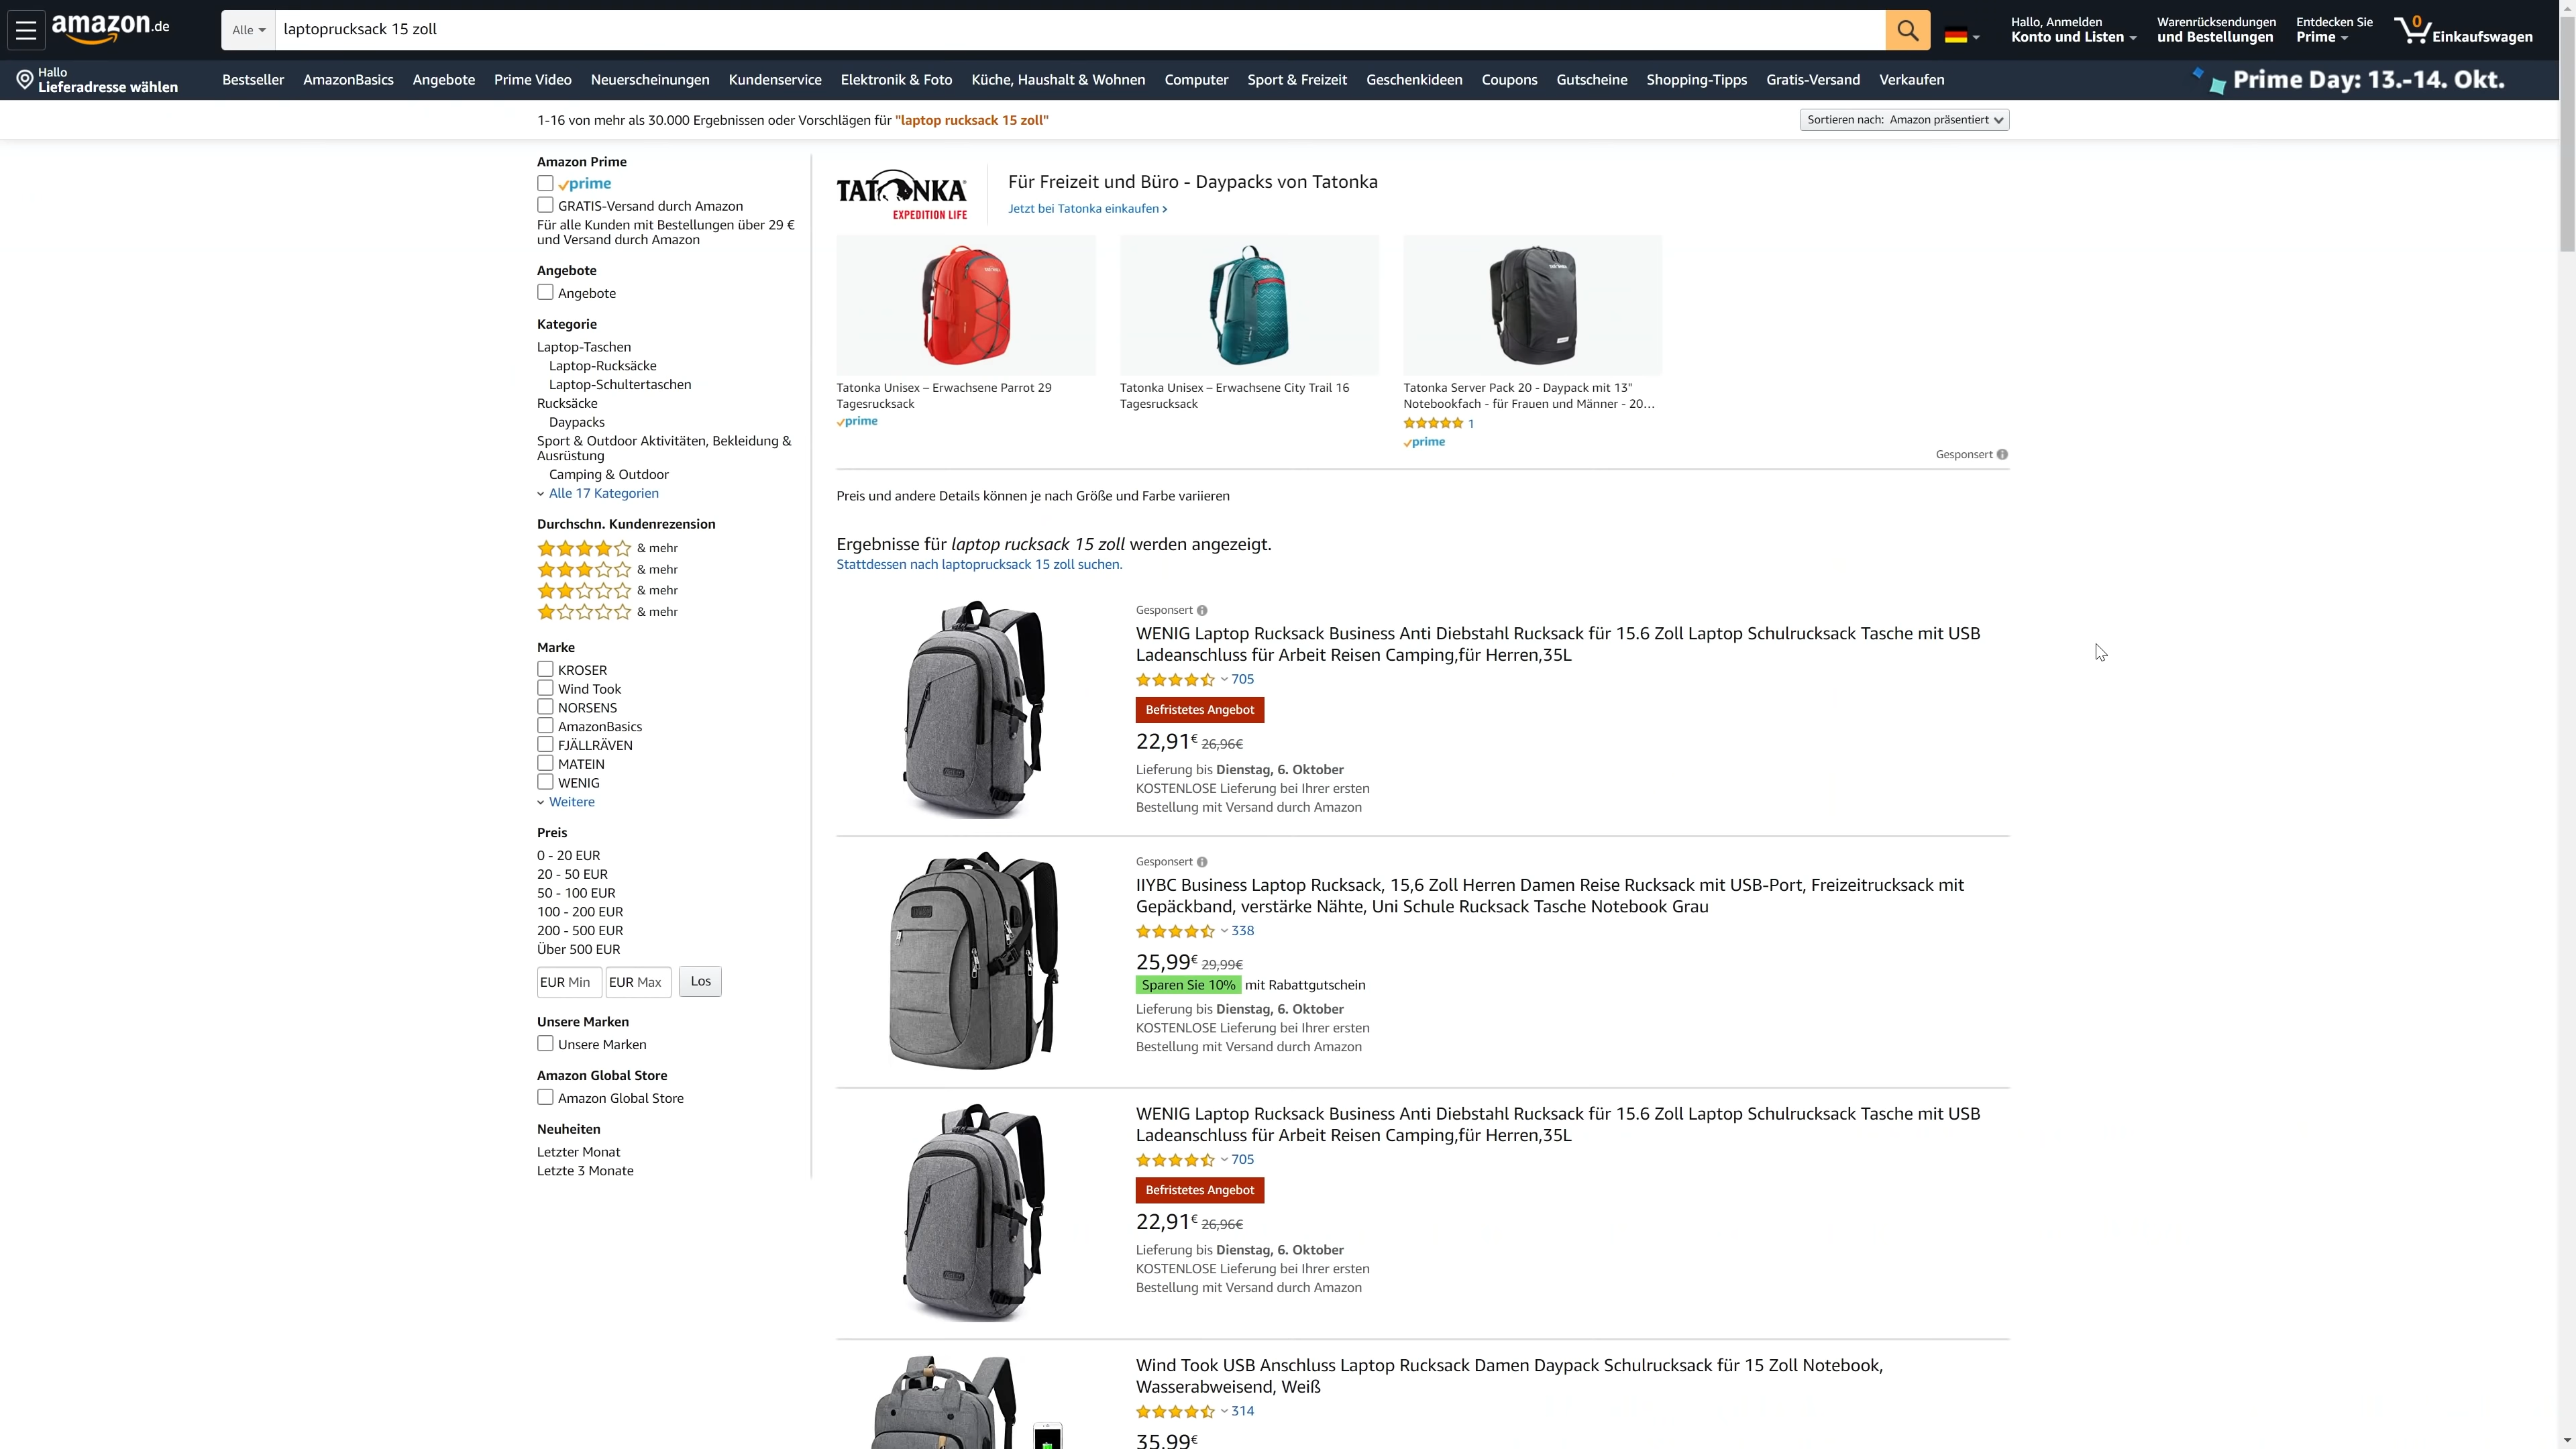 amazon.de
Alle
laptoprucksack 15 zoll
Hallo, Anmelden
Konto und Listen
Warenrücksendungen
und Bestellungen
Entdecken Sie
Prime
0
Einkaufswagen
Hallo
Lieferadresse wählen
Bestseller AmazonBasics Angebote Prime Video Neuerscheinungen Kundenservice Elektronik & Foto Küche, Haushalt & Wohnen Computer Sport & Freizeit Geschenkideen Coupons Gutscheine Shopping-Tipps Gratis-Versand Verkaufen
Prime Day: 13.-14. Okt.
1-16 von mehr als 30.000 Ergebnissen oder Vorschlägen für "laptop rucksack 15 zoll"
Sortieren nach: Amazon präsentiert
Amazon Prime
prime
GRATIS-Versand durch Amazon
Für alle Kunden mit Bestellungen über 29 €
und Versand durch Amazon
Angebote
Angebote
Kategorie
Laptop-Taschen
Laptop-Rucksäcke
Laptop-Schultertaschen
Rucksäcke
Daypacks
Sport & Outdoor Aktivitäten, Bekleidung &
Ausrüstung
Camping & Outdoor
Alle 17 Kategorien
Durchschn. Kundenrezension
& mehr
& mehr
& mehr
& mehr
Marke
KROSER
Wind Took
NORSENS
AmazonBasics
FJÄLLRÄVEN
MATEIN
WENIG
Weitere
Preis
0 - 20 EUR
20 - 50 EUR
50 - 100 EUR
100 - 200 EUR
200 - 500 EUR
Über 500 EUR
EUR Min EUR Max Los
Unsere Marken
Unsere Marken
Amazon Global Store
Amazon Global Store
Neuheiten
Letzter Monat
Letzte 3 Monate
TATONKA
EXPEDITION LIFE
Für Freizeit und Büro - Daypacks von Tatonka
Jetzt bei Tatonka einkaufen ›
Tatonka Unisex – Erwachsene Parrot 29
Tagesrucksack
prime
Tatonka Unisex – Erwachsene City Trail 16
Tagesrucksack
Tatonka Server Pack 20 - Daypack mit 13"
Notebookfach - für Frauen und Männer - 20…
1
prime
Gesponsert
Preis und andere Details können je nach Größe und Farbe variieren
Ergebnisse für laptop rucksack 15 zoll werden angezeigt.
Stattdessen nach laptoprucksack 15 zoll suchen.
Gesponsert
WENIG Laptop Rucksack Business Anti Diebstahl Rucksack für 15.6 Zoll Laptop Schulrucksack Tasche mit USB
Ladeanschluss für Arbeit Reisen Camping,für Herren,35L
705
Befristetes Angebot
22,91€ 26,96€
Lieferung bis Dienstag, 6. Oktober
KOSTENLOSE Lieferung bei Ihrer ersten
Bestellung mit Versand durch Amazon
Gesponsert
IIYBC Business Laptop Rucksack, 15,6 Zoll Herren Damen Reise Rucksack mit USB-Port, Freizeitrucksack mit
Gepäckband, verstärke Nähte, Uni Schule Rucksack Tasche Notebook Grau
338
25,99€ 29,99€
Sparen Sie 10% mit Rabattgutschein
Lieferung bis Dienstag, 6. Oktober
KOSTENLOSE Lieferung bei Ihrer ersten
Bestellung mit Versand durch Amazon
WENIG Laptop Rucksack Business Anti Diebstahl Rucksack für 15.6 Zoll Laptop Schulrucksack Tasche mit USB
Ladeanschluss für Arbeit Reisen Camping,für Herren,35L
705
Befristetes Angebot
22,91€ 26,96€
Lieferung bis Dienstag, 6. Oktober
KOSTENLOSE Lieferung bei Ihrer ersten
Bestellung mit Versand durch Amazon
Wind Took USB Anschluss Laptop Rucksack Damen Daypack Schulrucksack für 15 Zoll Notebook,
Wasserabweisend, Weiß
314
35,99€